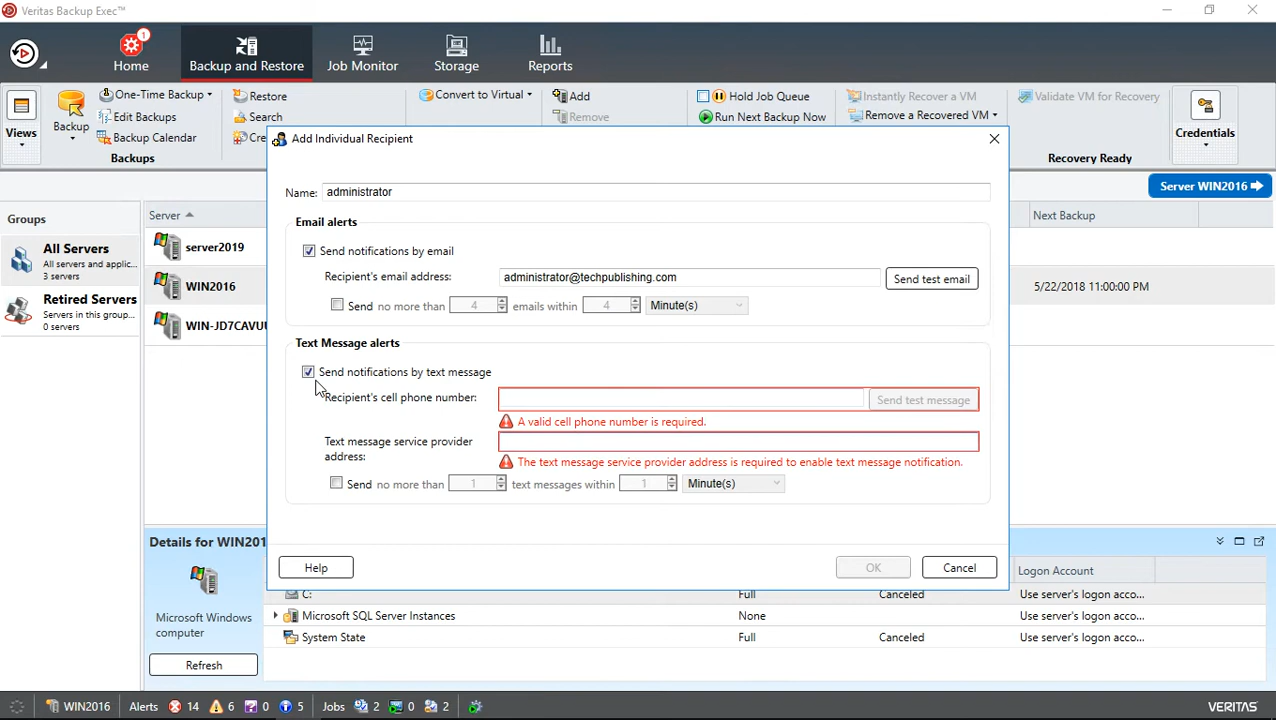 Veritas Backup Exec™
1
Home
Backup and Restore
Job Monitor
Storage
Reports
Views
Backup
One-Time Backup
Edit Backups
Backup Calendar
Backups
Restore
Search
Convert to Virtual
Add
Remove
Hold Job Queue
Run Next Backup Now
Instantly Recover a VM
Remove a Recovered VM
Validate VM for Recovery
Recovery Ready
Credentials
Server WIN2016
Groups
All Servers
All servers and applic...
3 servers
Retired Servers
Servers in this group...
0 servers
Server
Next Backup
server2019
WIN2016
5/22/2018 11:00:00 PM
Add Individual Recipient
Name: administrator
Email alerts
Send notifications by email
Recipient's email address: administrator@techpublishing.com Send test email
Send no more than 4 emails within 4 Minute(s)
Text Message alerts
Send notifications by text message
Recipient's cell phone number: Send test message
A valid cell phone number is required.
Text message service provider
address:
The text message service provider address is required to enable text message notification.
Send no more than 1 text messages within 1 Minute(s)
Help
OK
Cancel
Microsoft Windows
computer
Refresh
Logon Account
C: Full Canceled Use server's logon acco...
Microsoft SQL Server Instances None Use server's logon acco...
System State Full Canceled Use server's logon acco...
WIN2016 Alerts 14 6 0 5 Jobs 2 0 2
VERITAS